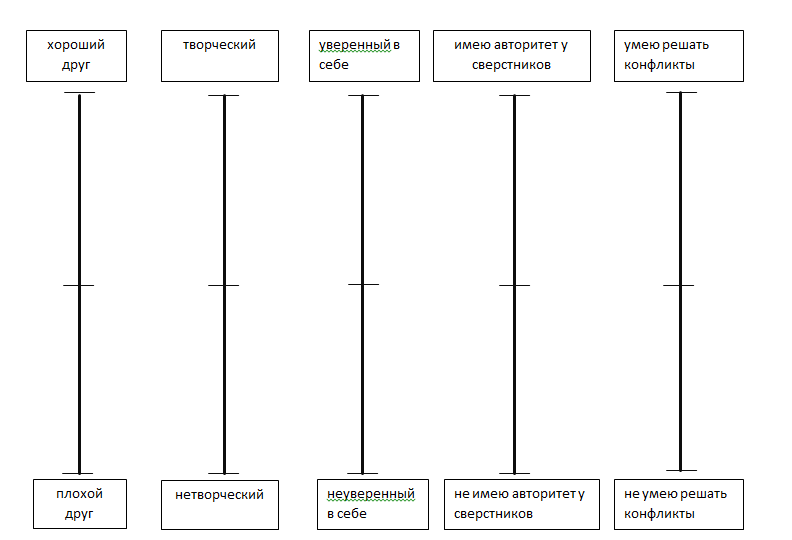 хороший
друг
творческий
уверенный в
себе
имею авторитет у
сверстников
умею решать
конфликты
плохой
друг
нетворческий
неуверенный
в себе
не имею авторитет у
сверстников
не умею решать
конфликты